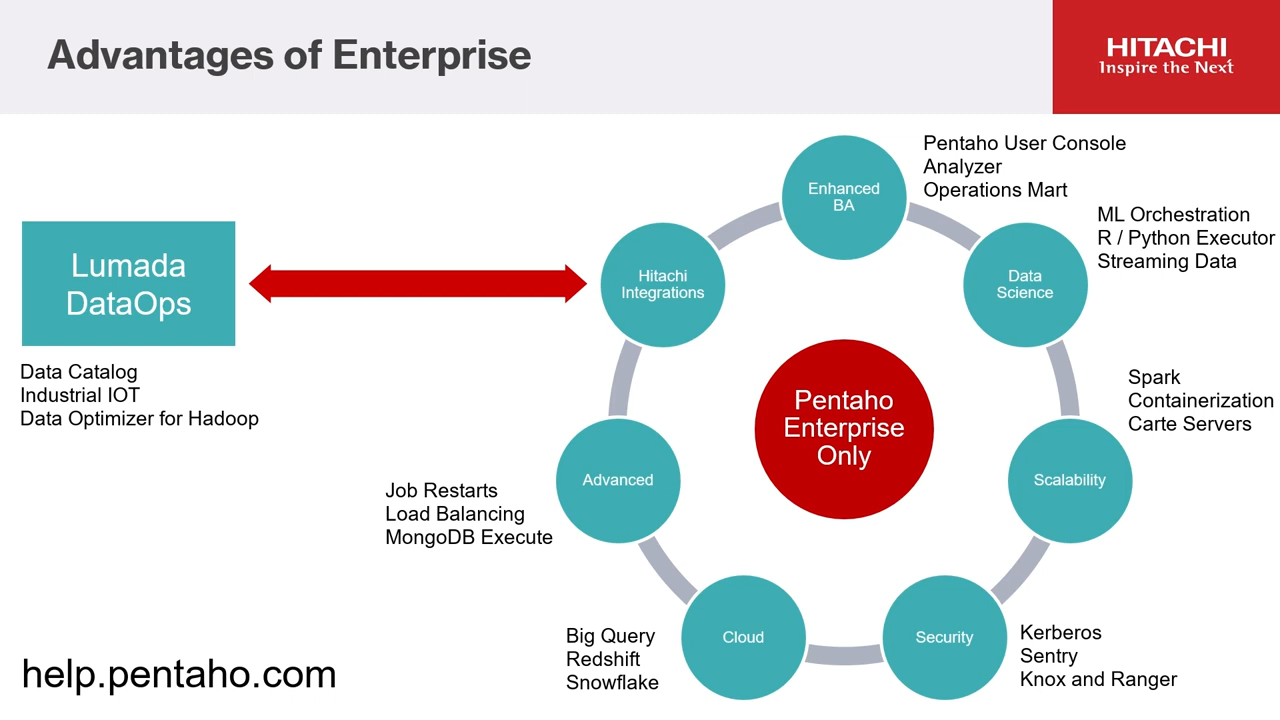 Advantages of Enterprise
HITACHI
Inspire the Next
Lumada
DataOps
Data Catalog
Industrial IOT
Data Optimizer for Hadoop
Hitachi
Integrations
Enhanced
BA
Pentaho User Console
Analyzer
Operations Mart
Data
Science
ML Orchestration
R / Python Executor
Streaming Data
Pentaho
Enterprise
Only
Scalability
Spark
Containerization
Carte Servers
Security
Kerberos
Sentry
Knox and Ranger
Cloud
Big Query
Redshift
Snowflake
Advanced
Job Restarts
Load Balancing
MongoDB Execute
help.pentaho.com